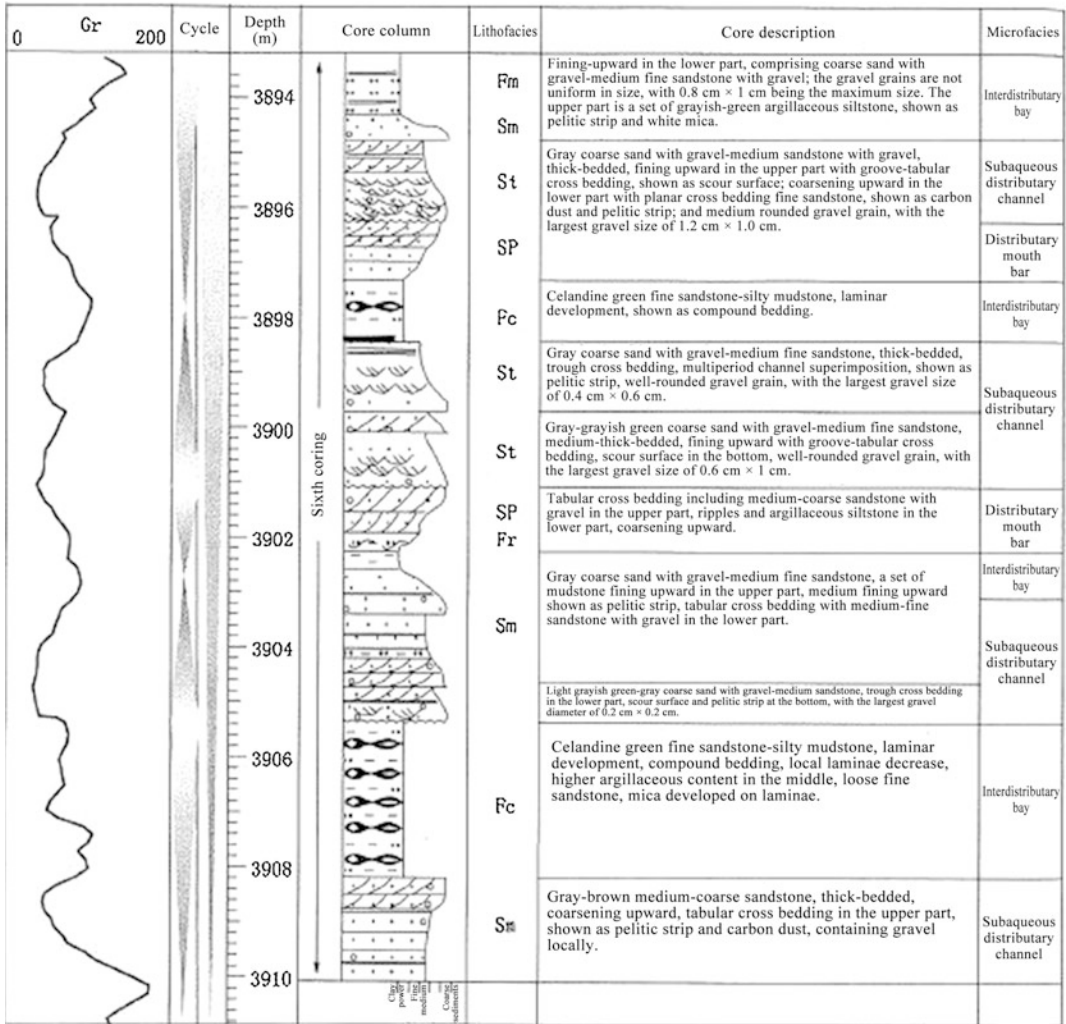 Gr
0 200
Cycle
Depth
(m)
Core column
Lithofacies
Core description
Microfacies
3894
3896
3898
3900
3902
3904
3906
3908
3910
Sixth coring
Fm
Sm
Fining-upward in the lower part, comprising coarse sand with
gravel-medium fine sandstone with gravel; the gravel grains are not
uniform in size, with 0.8 cm × 1 cm being the maximum size. The
upper part is a set of grayish-green argillaceous siltstone, shown as
pelitic strip and white mica.
Interdistributary
bay
St
SP
Gray coarse sand with gravel-medium sandstone with gravel,
thick-bedded, fining upward in the upper part with groove-tabular
cross bedding, shown as scour surface; coarsening upward in the
lower part with planar cross bedding fine sandstone, shown as carbon
dust and pelitic strip; and medium rounded gravel grain, with the
largest gravel size of 1.2 cm × 1.0 cm.
Subaqueous
distributary
channel
Distributary
mouth
bar
Fc
Celandine green fine sandstone-silty mudstone, laminar
development, shown as compound bedding.
Interdistributary
bay
St
Gray coarse sand with gravel-medium fine sandstone, thick-bedded,
trough cross bedding, multiperiod channel superimposition, shown as
pelitic strip, well-rounded gravel grain, with the largest gravel size
of 0.4 cm × 0.6 cm.
Subaqueous
distributary
channel
St
Gray-grayish green coarse sand with gravel-medium fine sandstone,
medium-thick-bedded, fining upward with groove-tabular cross
bedding, scour surface in the bottom, well-rounded gravel grain, with
the largest gravel size of 0.6 cm × 1 cm.
SP
Fr
Tabular cross bedding including medium-coarse sandstone with
gravel in the upper part, ripples and argillaceous siltstone in the
lower part, coarsening upward.
Distributary
mouth
bar
Interdistributary
bay
Sm
Gray coarse sand with gravel-medium fine sandstone, a set of
mudstone fining upward in the upper part, medium fining upward
shown as pelitic strip, tabular cross bedding with medium-fine
sandstone with gravel in the lower part.
Subaqueous
distributary
channel
Light grayish green-gray coarse sand with gravel-medium sandstone, trough cross bedding
in the lower part, scour surface and pelitic strip at the bottom, with the largest gravel
diameter of 0.2 cm × 0.2 cm.
Fc
Celandine green fine sandstone-silty mudstone, laminar
development, compound bedding, local laminae decrease,
higher argillaceous content in the middle, loose fine
sandstone, mica developed on laminae.
Interdistributary
bay
Sm
Gray-brown medium-coarse sandstone, thick-bedded,
coarsening upward, tabular cross bedding in the upper part,
shown as pelitic strip and carbon dust, containing gravel
locally.
Subaqueous
distributary
channel
Clay
power
Fine
medium
Coarse
sediments